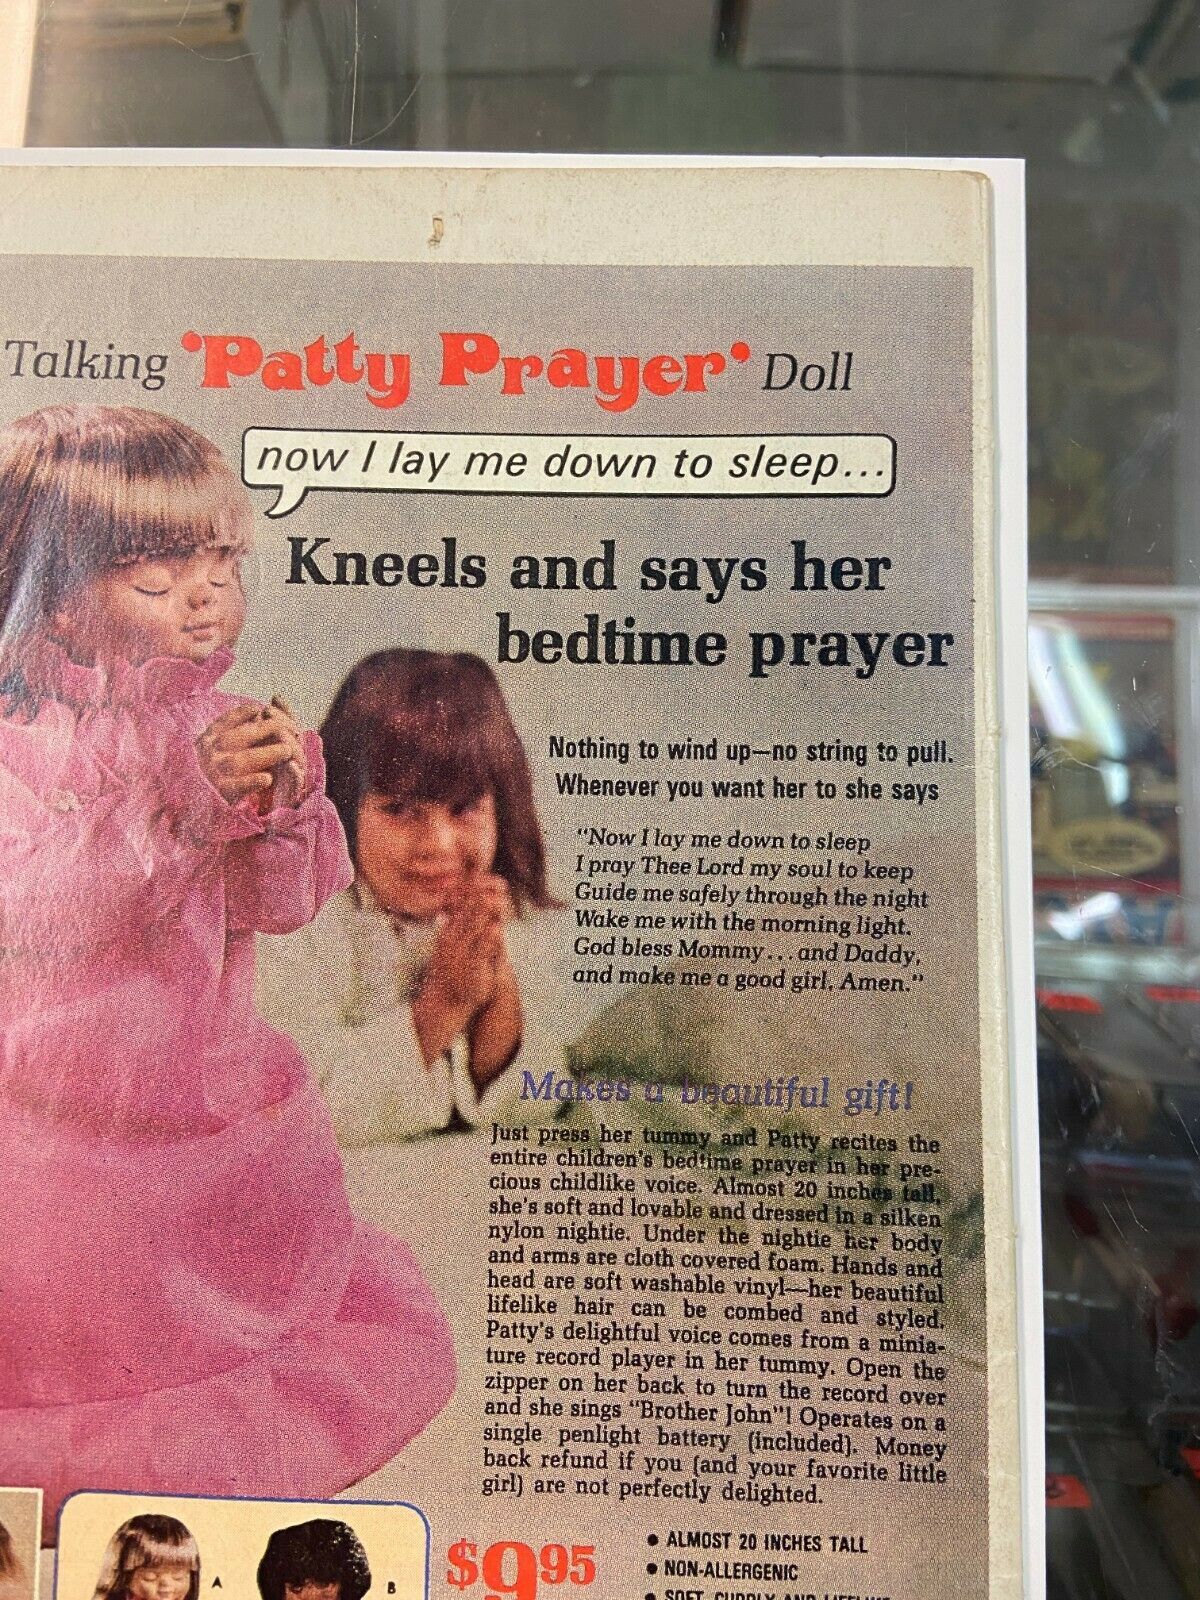 Talking 'Patty Prayer' Doll
now I lay me down to sleep...
Kneels and says her
bedtime prayer
Nothing to wind up—no string to pull.
Whenever you want her to she says
"Now I lay me down to sleep
I pray Thee Lord my soul to keep
Guide me safely through the night
Wake me with the morning light.
God bless Mommy...and Daddy,
and make me a good girl, Amen."
Makes a beautiful gift!
Just press her tummy and Patty recites the
entire children's bedtime prayer in her pre-
cious childlike voice. Almost 20 inches tall,
she's soft and lovable and dressed in a silken
nylon nightie. Under the nightie her body
and arms are cloth covered foam. Hands and
head are soft washable vinyl—her beautiful
lifelike hair can be combed and styled.
Patty's delightful voice comes from a minia-
ture record player in her tummy. Open the
zipper on her back to turn the record over
and she sings "Brother John"! Operates on a
single penlight battery (included). Money
back refund if you (and your favorite little
girl) are not perfectly delighted.
A
B
$9.95
• ALMOST 20 INCHES TALL
• NON-ALLERGENIC
• SOFT, CUDDLY AND LIFELIKE